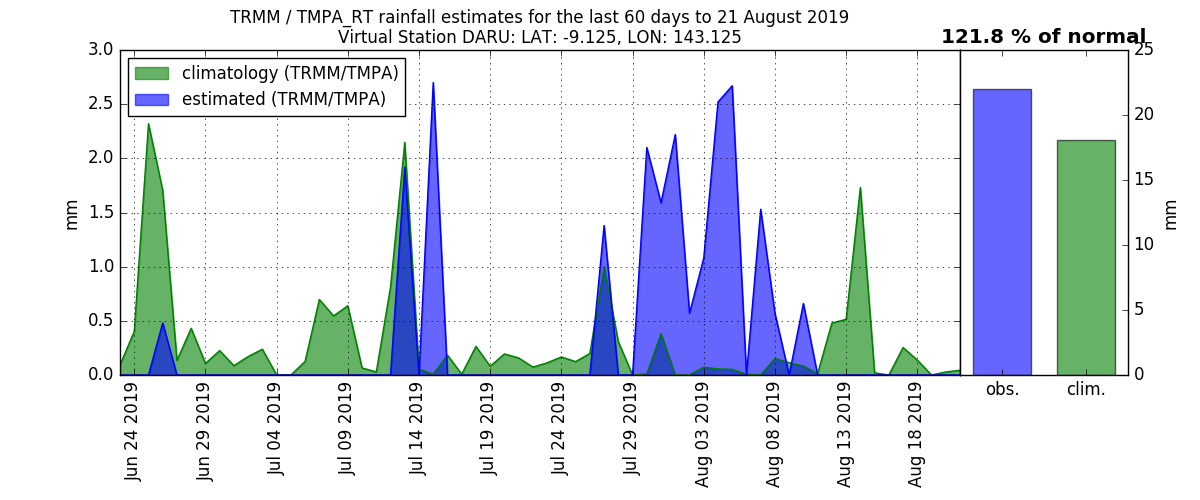 TRMM / TMPA_RT rainfall estimates for the last 60 days to 21 August 2019
Virtual Station DARU: LAT: -9.125, LON: 143.125
121.8 % of normal
climatology (TRMM/TMPA)
estimated (TRMM/TMPA)
3.0
2.5
2.0
1.5
1.0
0.5
0.0
mm
Jun 24 2019
Jun 29 2019
Jul 04 2019
Jul 09 2019
Jul 14 2019
Jul 19 2019
Jul 24 2019
Jul 29 2019
Aug 03 2019
Aug 08 2019
Aug 13 2019
Aug 18 2019
obs.
clim.
25
20
15
10
5
0
mm